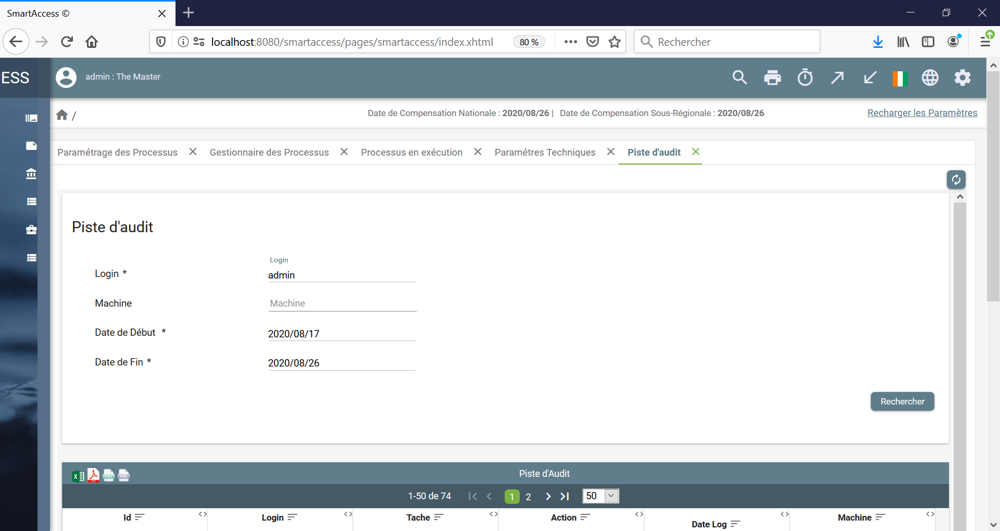 SmartAccess ©
localhost:8080/smartaccess/pages/smartaccess/index.xhtml
80 %
Rechercher
ESS
admin : The Master
/
Date de Compensation Nationale : 2020/08/26 | Date de Compensation Sous-Régionale : 2020/08/26
Recharger les Paramètres
Paramétrage des Processus
Gestionnaire des Processus
Processus en exécution
Paramétres Techniques
Piste d'audit
Piste d'audit
Login
Login *
admin
Machine
Machine
Date de Début *
2020/08/17
Date de Fin *
2020/08/26
Rechercher
Piste d'Audit
1-50 de 74
1
2
50
Id
Login
Tache
Action
Date Log
Machine